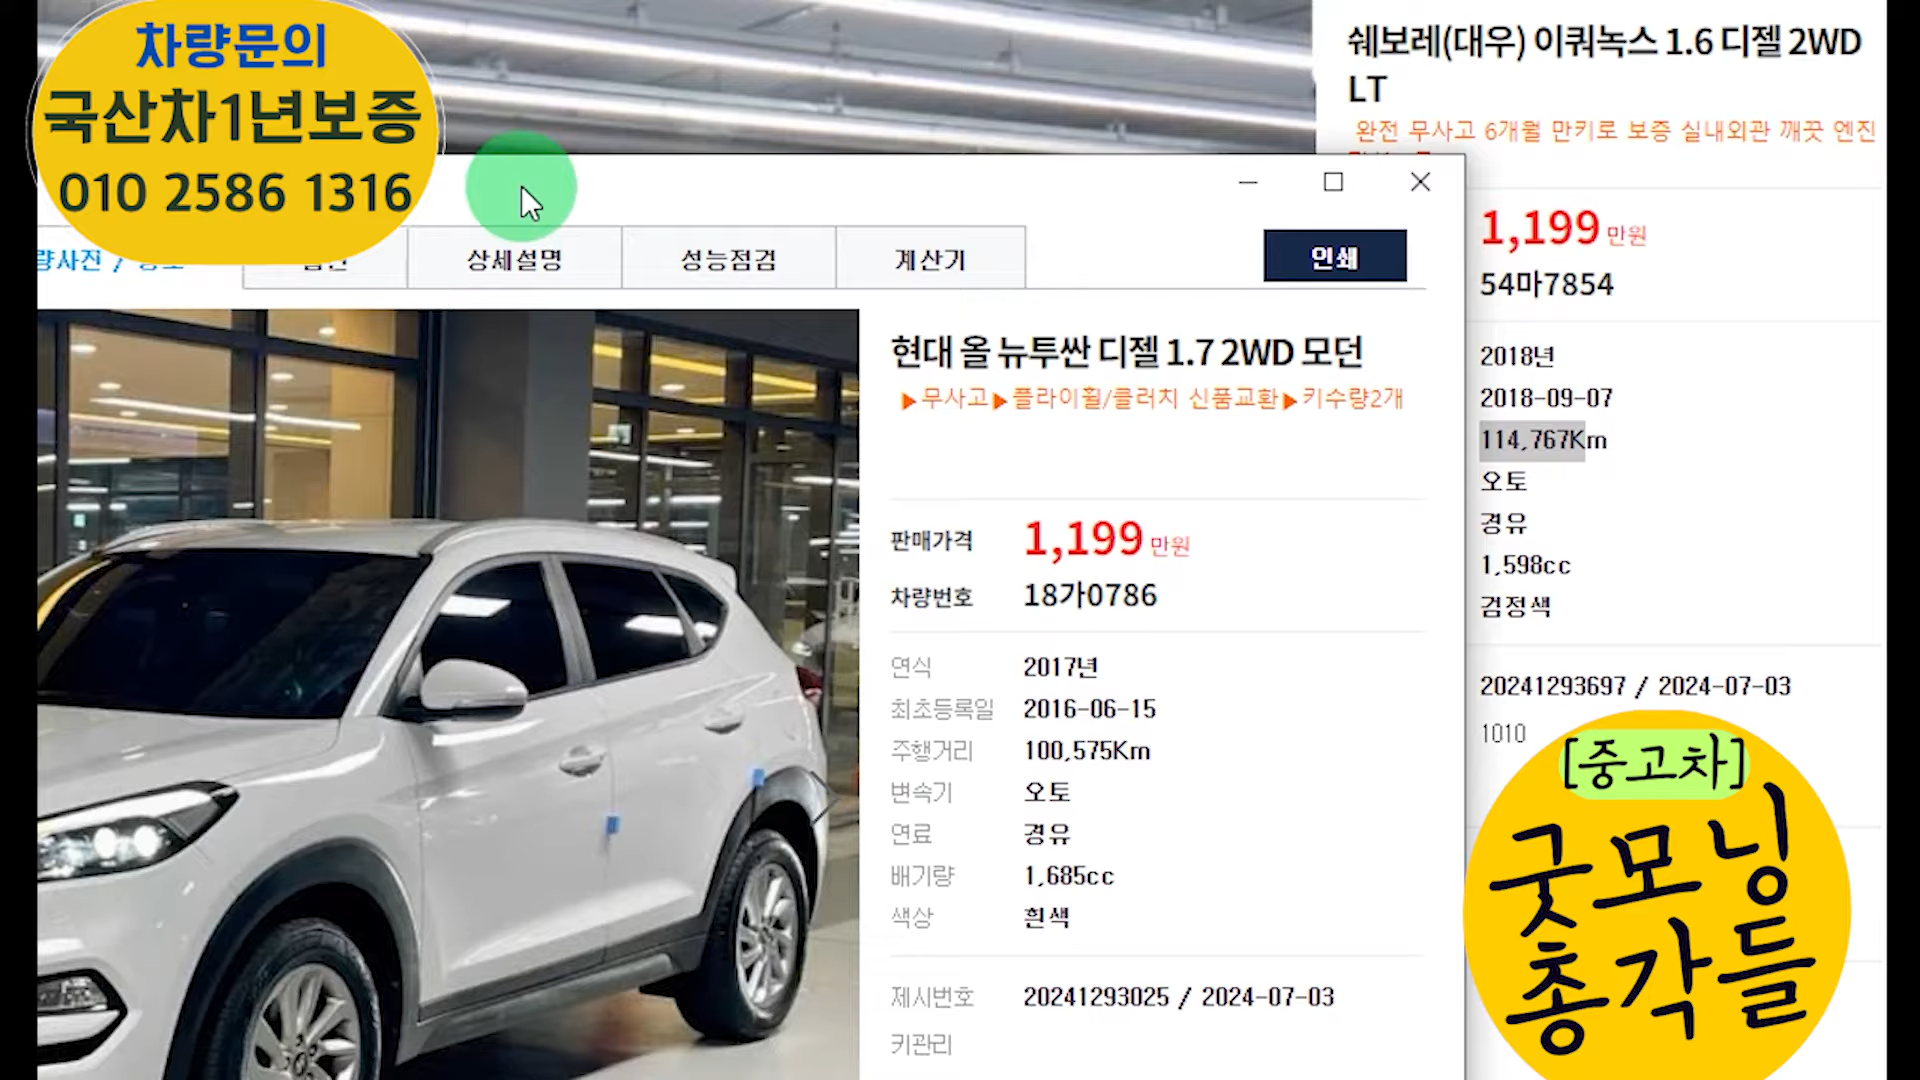 차량문의
국산차1년보증
010 2586 1316
쉐보레(대우) 이쿼녹스 1.6 디젤 2WD
LT
완전 무사고 6개월 만키로 보증 실내외관 깨끗 엔진
1,199 만원
54마7854
2018년
2018-09-07
114,767Km
오토
경유
1,598cc
검정색
20241293697 / 2024-07-03
1010
상세설명
성능점검
계산기
인쇄
현대 올 뉴투싼 디젤 1.7 2WD 모던
▶무사고▶플라이휠/클러치 신품교환▶키수량2개
판매가격 1,199 만원
차량번호 18가0786
연식 2017년
최초등록일 2016-06-15
주행거리 100,575Km
변속기 오토
연료 경유
배기량 1,685cc
색상 흰색
제시번호 20241293025 / 2024-07-03
키관리
[중고차]
굿모닝
총각들